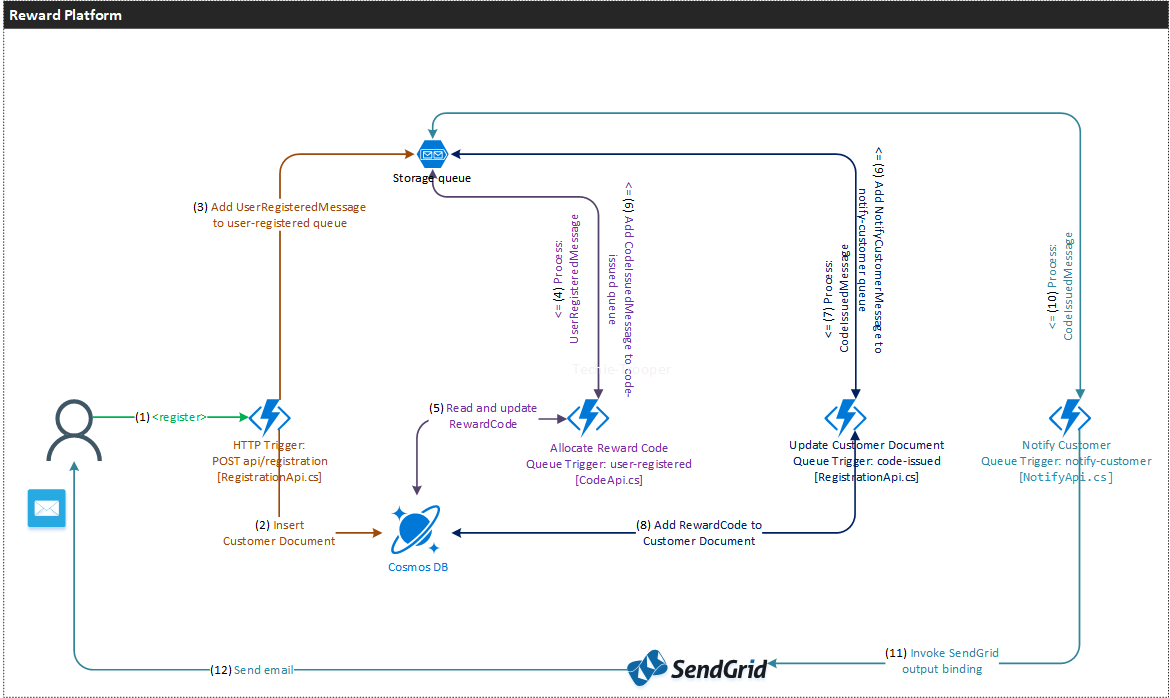 Reward Platform
Storage queue
(3) Add UserRegisteredMessage
to user-registered queue
<= (4) Process:
UserRegisteredMessage
<= (6) Add CodeIssuedMessage to code-
issued queue
<= (7) Process:
CodeIssuedMessage
<= (9) Add NotifyCustomerMessage to
notify-customer queue
<= (10) Process:
CodeIssuedMessage
(1) <register>
HTTP Trigger:
POST api/registration
[RegistrationApi.cs]
(5) Read and update
RewardCode
Allocate Reward Code
Queue Trigger: user-registered
[CodeApi.cs]
Update Customer Document
Queue Trigger: code-issued
[RegistrationApi.cs]
Notify Customer
Queue Trigger: notify-customer
[NotifyApi.cs]
(2) Insert
Customer Document
Cosmos DB
(8) Add RewardCode to
Customer Document
(11) Invoke SendGrid
output binding
(12) Send email
SendGrid